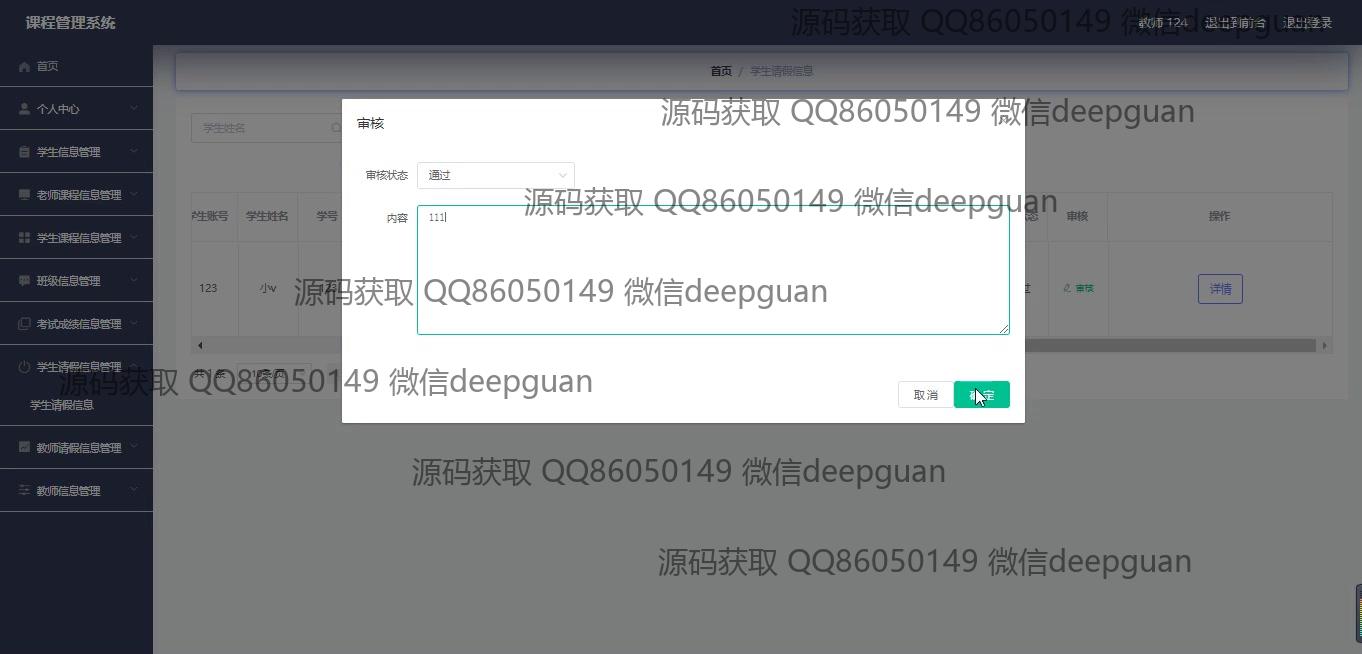 课程管理系统
源码获取 QQ86050149 微信deepguan
教师 124 退出到前台 退出登录
首页
首页 / 学生请假信息
个人中心
审核
源码获取 QQ86050149 微信deepguan
学生姓名
学生信息管理
审核状态 通过
老师课程信息管理
源码获取 QQ86050149 微信deepguan
学生账号 学生姓名 学号
内容 111
审核 操作
学生课程信息管理
班级信息管理
123 小v
源码获取 QQ86050149 微信deepguan
审核 详情
考试成绩信息管理
学生请假信息管理
共 1 条 10条/页
源码获取 QQ86050149 微信deepguan
取消 确定
学生请假信息
教师请假信息管理
源码获取 QQ86050149 微信deepguan
教师信息管理
源码获取 QQ86050149 微信deepguan